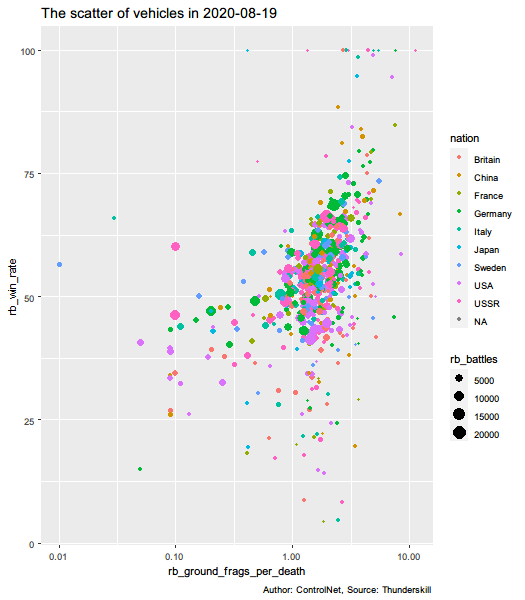 The scatter of vehicles in 2020-08-19
100
75
50
25
0
rb_win_rate
0.01 0.10 1.00 10.00
rb_ground_frags_per_death
nation
Britain
China
France
Germany
Italy
Japan
Sweden
USA
USSR
NA
rb_battles
5000
10000
15000
20000
Author: ControlNet, Source: Thunderskill